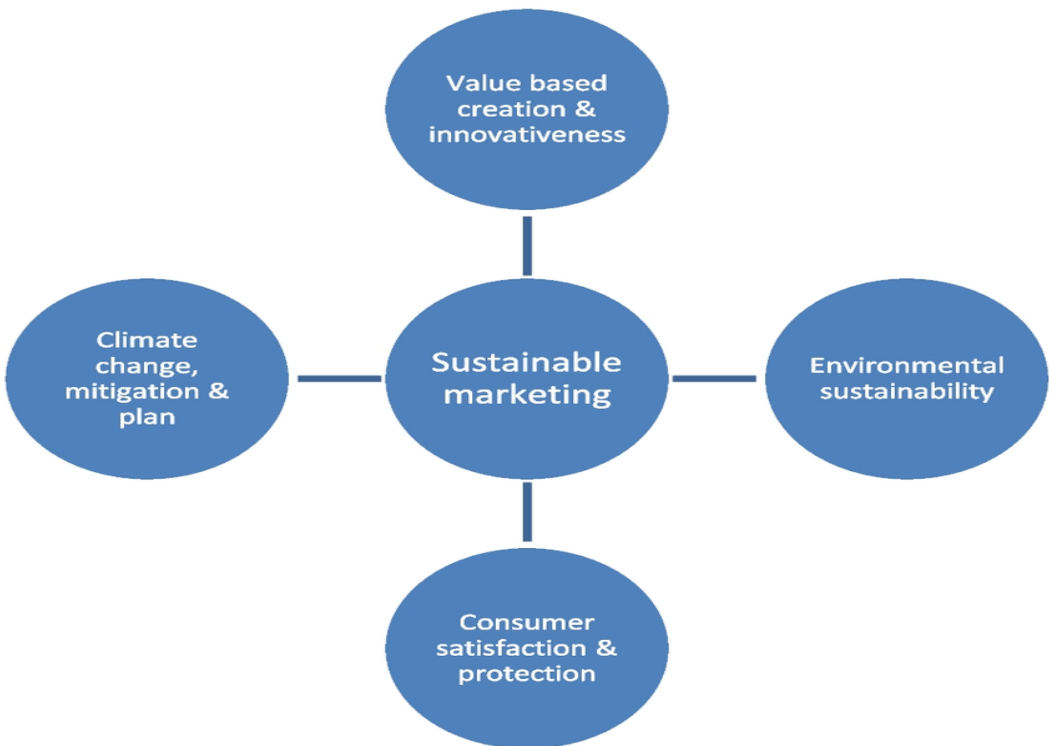 Value based
creation &
innovativeness
Climate
change,
mitigation &
plan
Sustainable
marketing
Environmental
sustainability
Consumer
satisfaction &
protection